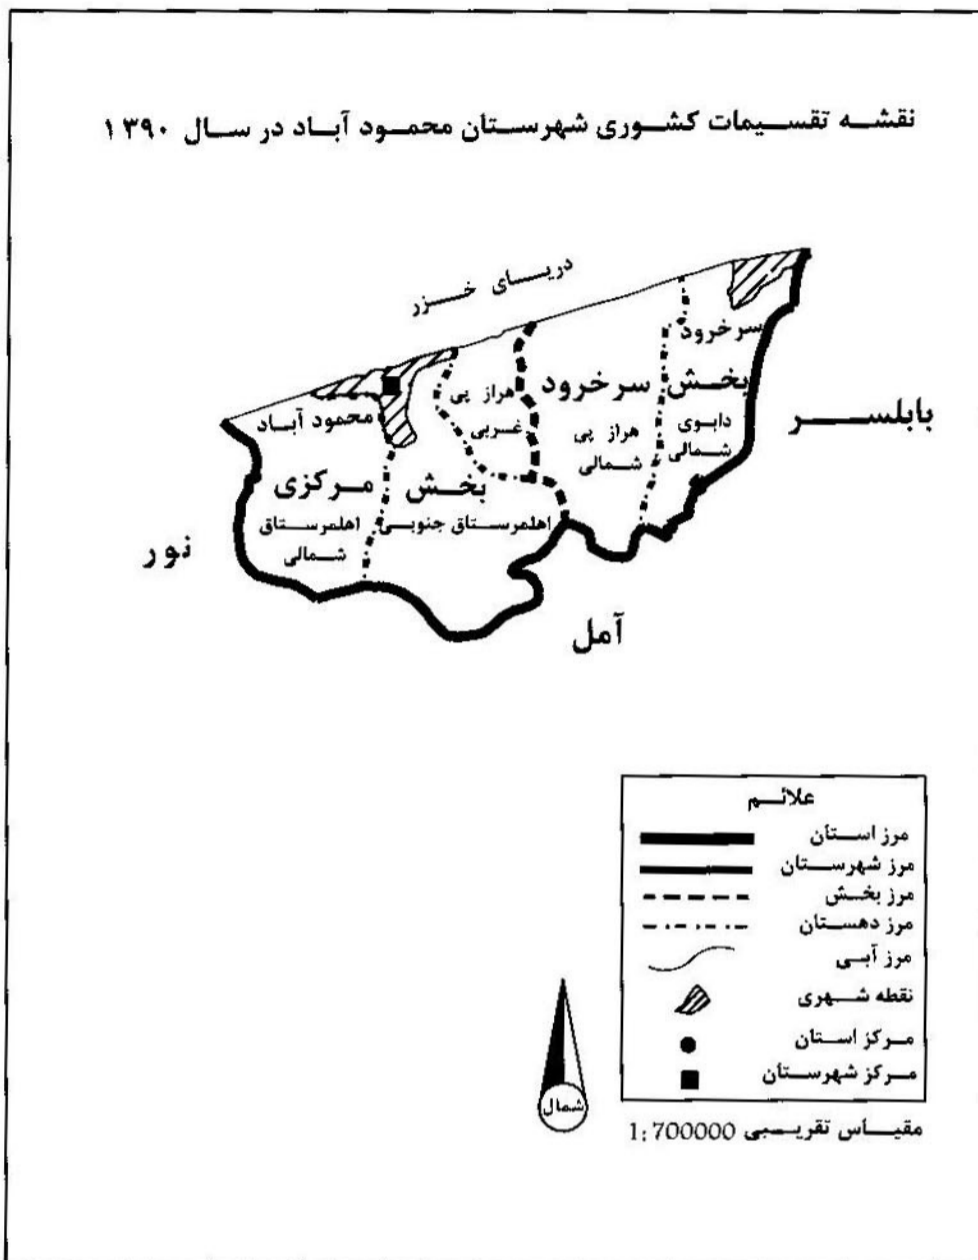 نقشه تقسیمات کشوری شهرستان محمود آباد در سال ۱۳۹۰
دریای خزر
سرخرود
بخش سرخرود
دابوی
شمالی
هراز پی
شمالی
هراز پی
غربی
محمود آباد
بخش مرکزی
اهلمرستاق جنوبی
اهلمرستاق
شمالی
بابلسر
نور
آمل
علائم
مرز استان
مرز شهرستان
مرز بخش
مرز دهستان
مرز آبی
نقطه شهری
مرکز استان
مرکز شهرستان
شمال
مقیاس تقریبی 1:700000